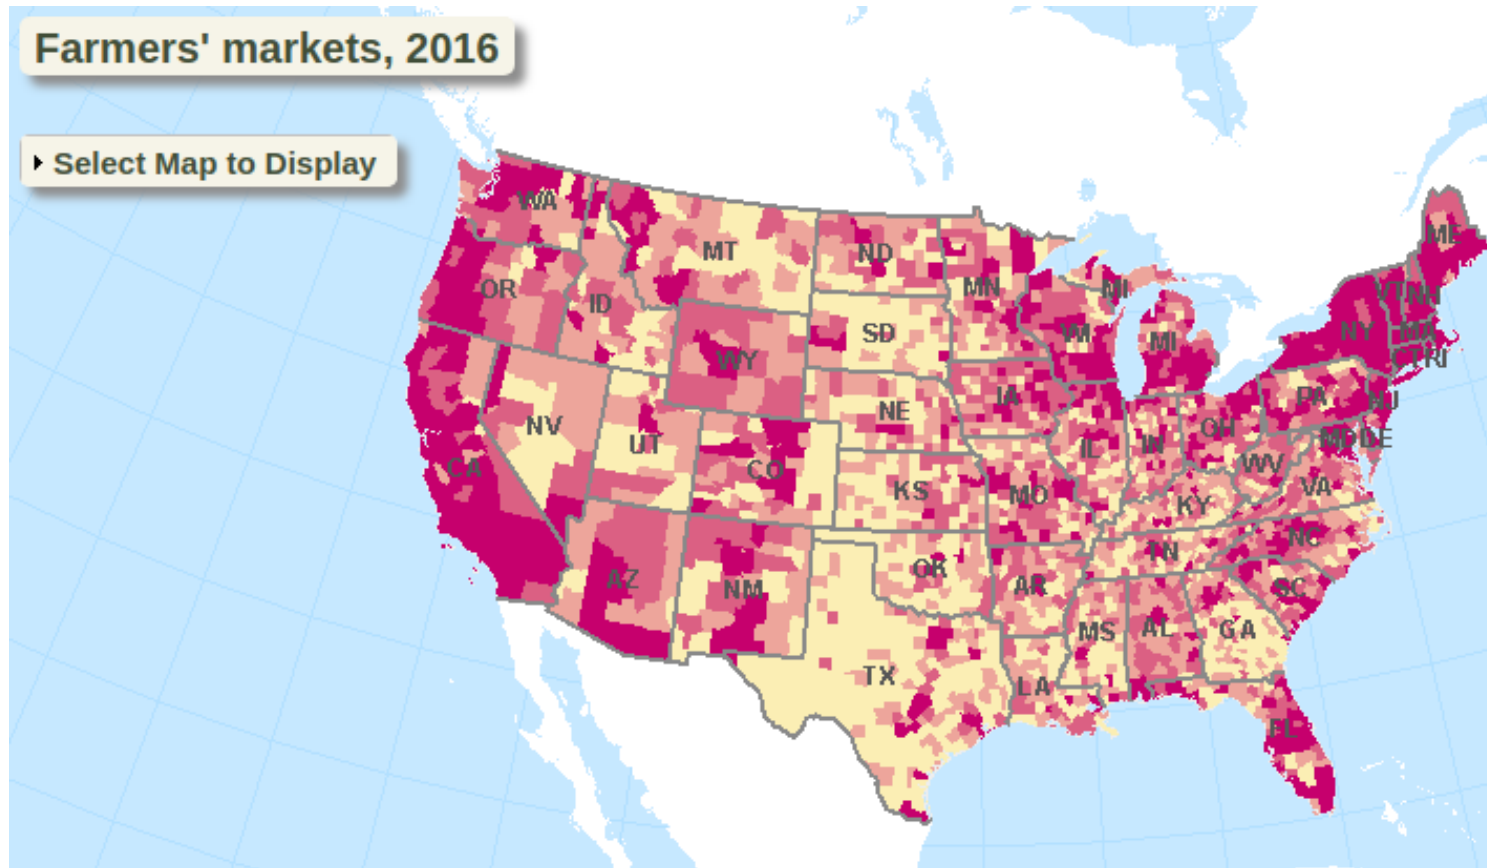 Farmers' markets, 2016
Select Map to Display
WA
MT
ND
MN
ME
OR
ID
SD
WI
MI
MI
VT
NH
NY
MA
WY
CT
RI
IA
NE
PA
NJ
NV
UT
CO
IL
IN
OH
MD
DE
CA
KS
MO
WV
VA
KY
NC
TN
AZ
NM
OK
AR
SC
MS
AL
GA
TX
LA
FL